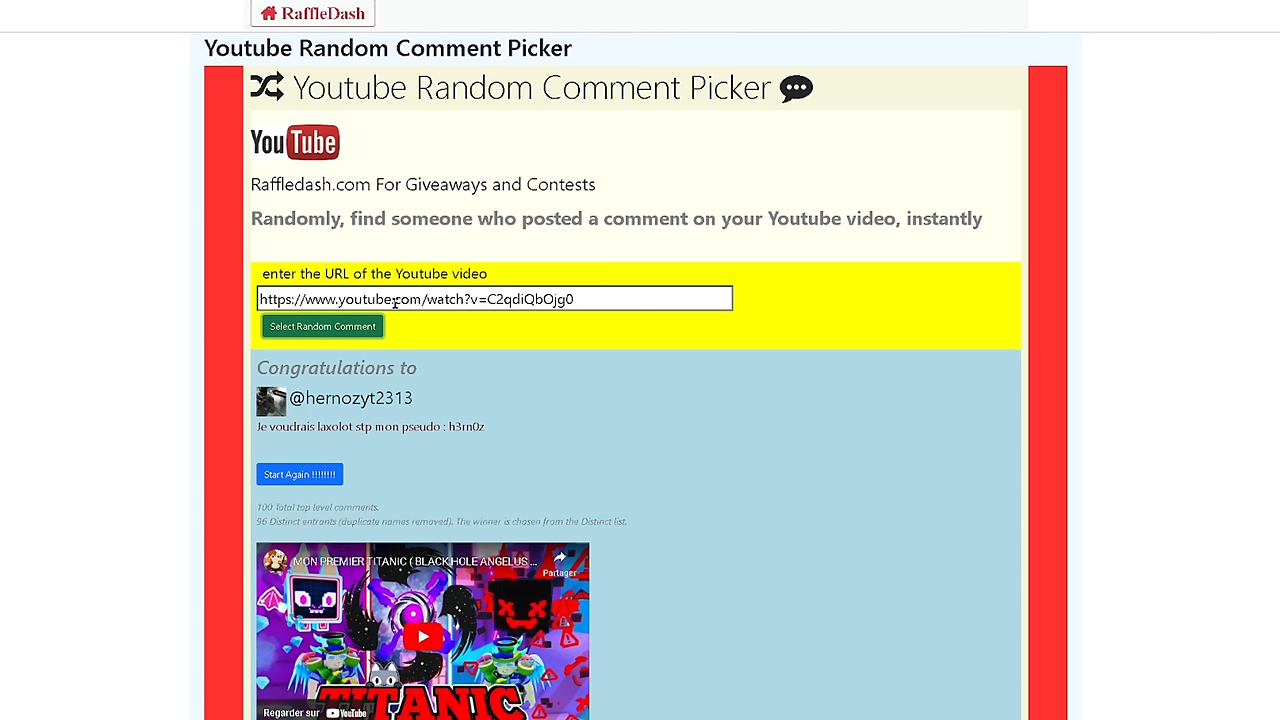 RaffleDash
Youtube Random Comment Picker
Youtube Random Comment Picker
YouTube
Raffledash.com For Giveaways and Contests
Randomly, find someone who posted a comment on your Youtube video, instantly
enter the URL of the Youtube video
https://www.youtube.com/watch?v=C2qdiQbOjg0
Select Random Comment
Congratulations to
@hernozyt2313
Je voudrais laxolot stp mon pseudo : h3rn0z
Start Again !!!!!!!!
100 Total top level comments.
96 Distinct entrants (duplicate names removed). The winner is chosen from the Distinct list.
MON PREMIER TITANIC ( BLACK HOLE ANGELUS ...
Partager
TITANIC
Regarder sur YouTube